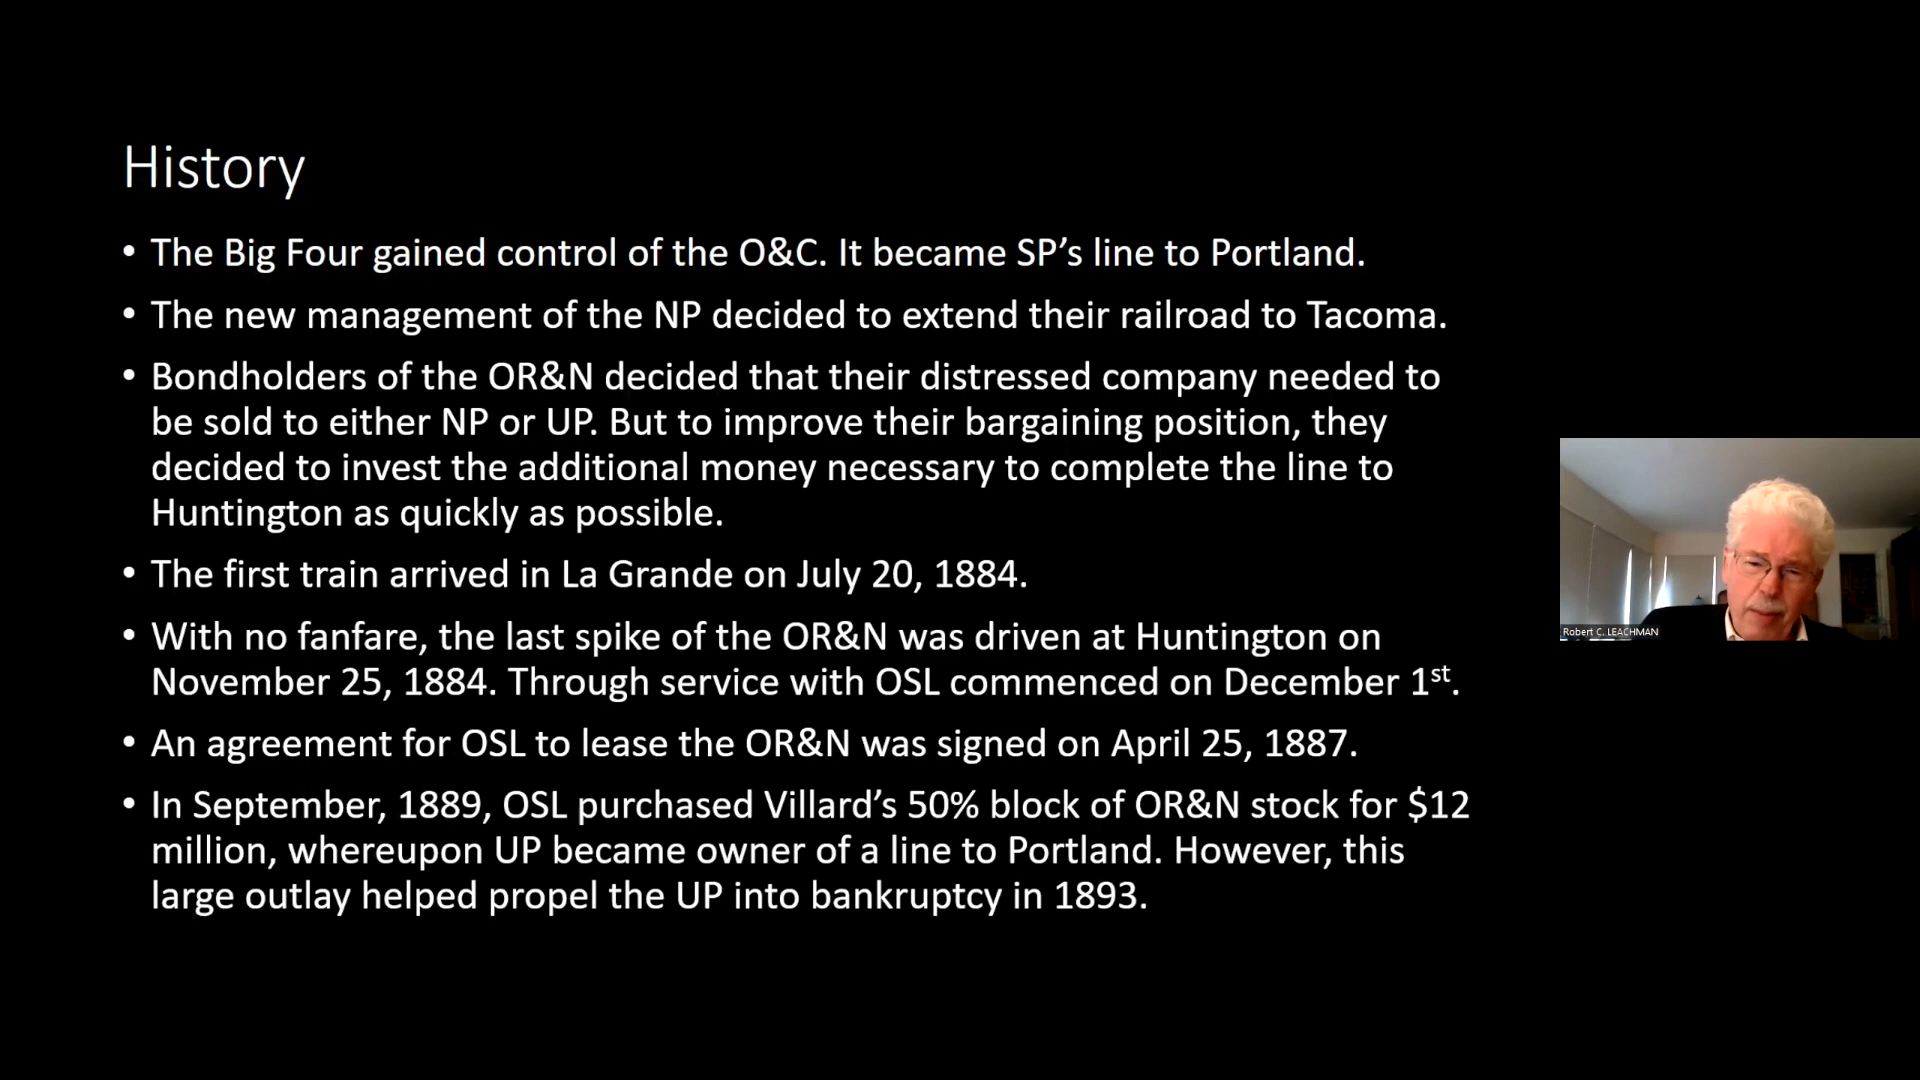 History
• The Big Four gained control of the O&C. It became SP’s line to Portland.
• The new management of the NP decided to extend their railroad to Tacoma.
• Bondholders of the OR&N decided that their distressed company needed to
be sold to either NP or UP. But to improve their bargaining position, they
decided to invest the additional money necessary to complete the line to
Huntington as quickly as possible.
• The first train arrived in La Grande on July 20, 1884.
• With no fanfare, the last spike of the OR&N was driven at Huntington on
November 25, 1884. Through service with OSL commenced on December 1st.
• An agreement for OSL to lease the OR&N was signed on April 25, 1887.
• In September, 1889, OSL purchased Villard’s 50% block of OR&N stock for $12
million, whereupon UP became owner of a line to Portland. However, this
large outlay helped propel the UP into bankruptcy in 1893.
Robert C. LEACHMAN